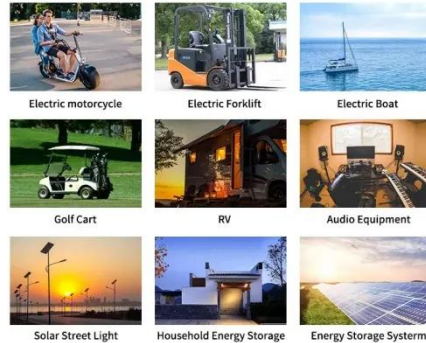 Electric motorcycle
Electric Forklift
Electric Boat
Golf Cart
RV
Audio Equipment
Solar Street Light
Household Energy Storage
Energy Storage Systerm